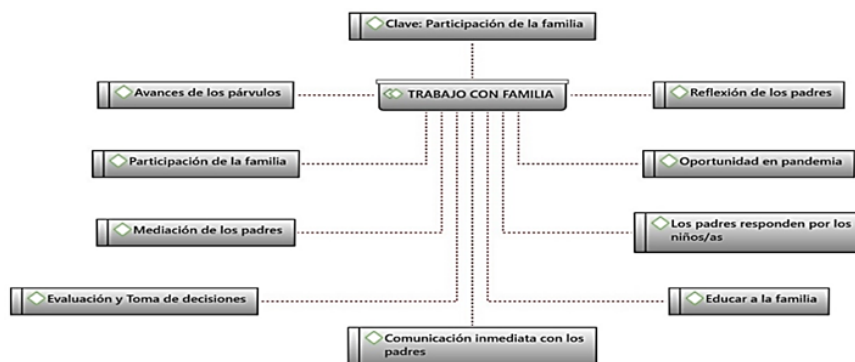 Clave: Participación de la familia
Avances de los párvulos
TRABAJO CON FAMILIA
Reflexión de los padres
Participación de la familia
Oportunidad en pandemia
Mediación de los padres
Los padres responden por los
niños/as
Evaluación y Toma de decisiones
Educar a la familia
Comunicación inmediata con los
padres